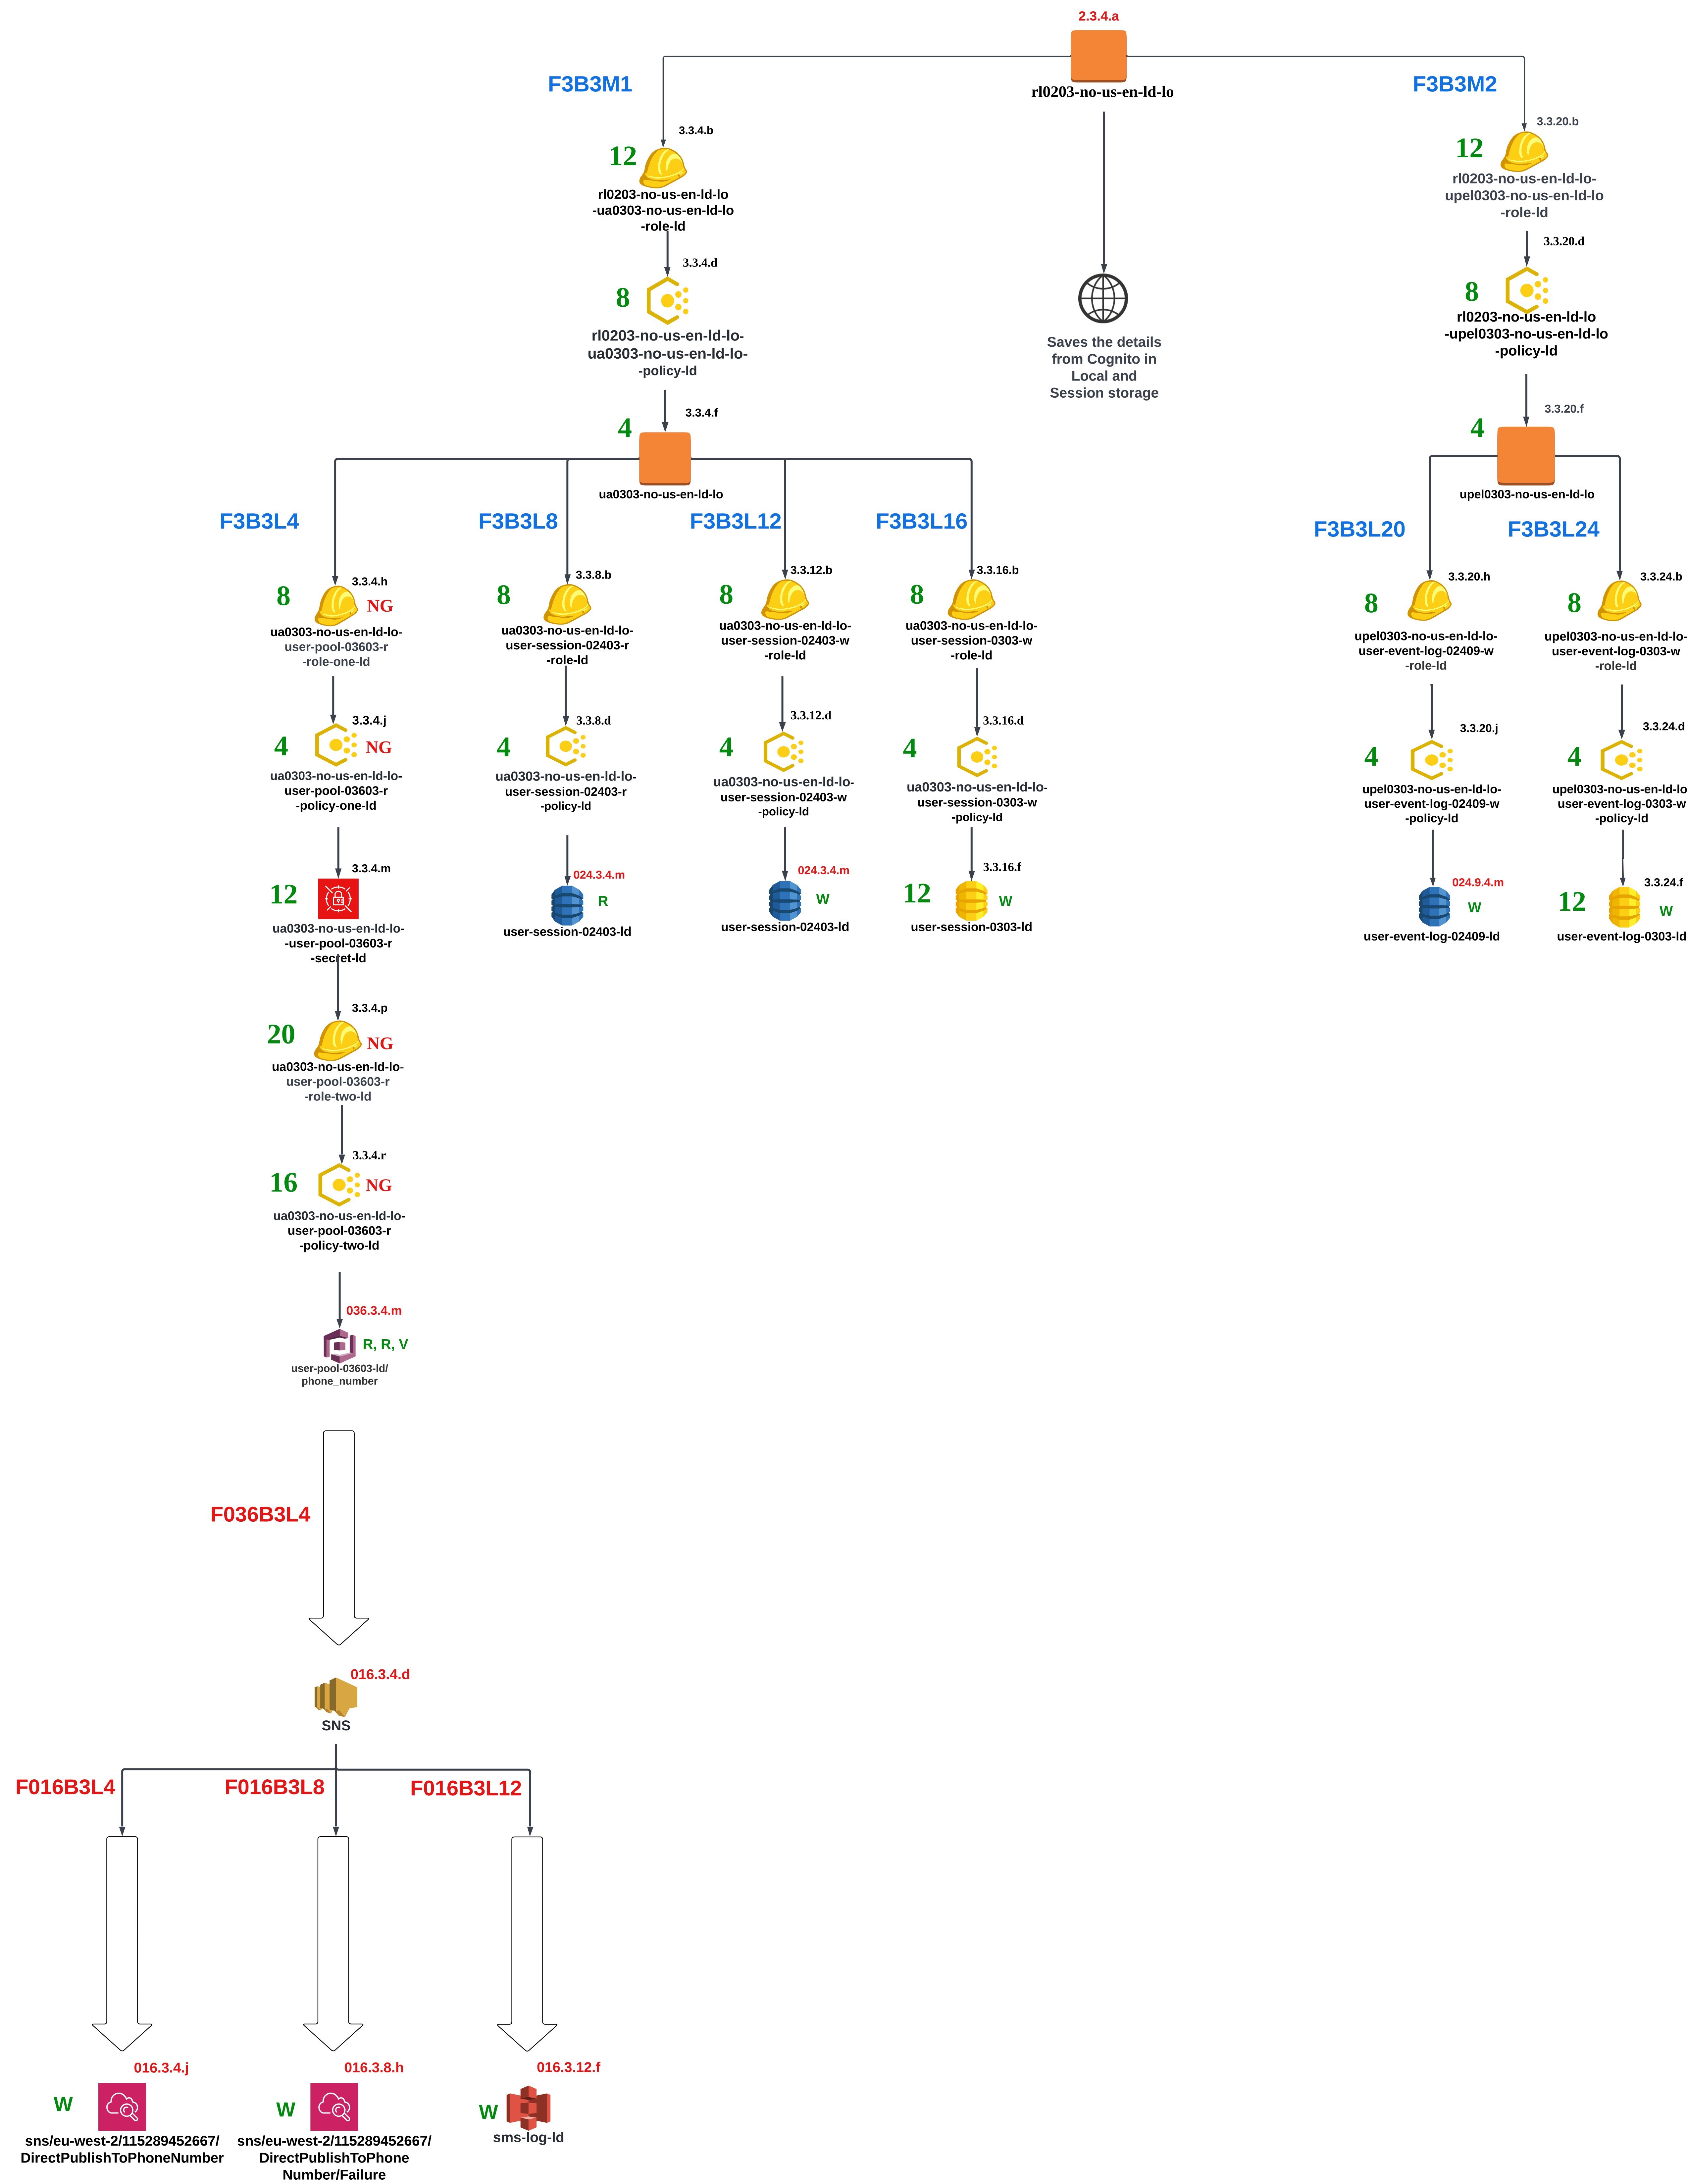 2.3.4.a
rl0203-no-us-en-ld-lo
F3B3M1
F3B3M2
3.3.4.b
12
rl0203-no-us-en-ld-lo
-ua0303-no-us-en-ld-lo
-role-ld
3.3.20.b
12
rl0203-no-us-en-ld-lo-
upel0303-no-us-en-ld-lo
-role-ld
3.3.4.d
8
rl0203-no-us-en-ld-lo-
ua0303-no-us-en-ld-lo-
-policy-ld
Saves the details
from Cognito in
Local and
Session storage
3.3.20.d
8
rl0203-no-us-en-ld-lo
-upel0303-no-us-en-ld-lo
-policy-ld
3.3.4.f
4
ua0303-no-us-en-ld-lo
3.3.20.f
4
upel0303-no-us-en-ld-lo
F3B3L4
F3B3L8
F3B3L12
F3B3L16
F3B3L20
F3B3L24
3.3.4.h
8
NG
ua0303-no-us-en-ld-lo-
user-pool-03603-r
-role-one-ld
3.3.8.b
8
ua0303-no-us-en-ld-lo-
user-session-02403-r
-role-ld
3.3.12.b
8
ua0303-no-us-en-ld-lo-
user-session-02403-w
-role-ld
3.3.16.b
8
ua0303-no-us-en-ld-lo-
user-session-0303-w
-role-ld
3.3.20.h
8
upel0303-no-us-en-ld-lo-
user-event-log-02409-w
-role-ld
3.3.24.b
8
upel0303-no-us-en-ld-lo-
user-event-log-0303-w
-role-ld
3.3.4.j
4
NG
ua0303-no-us-en-ld-lo-
user-pool-03603-r
-policy-one-ld
3.3.8.d
4
ua0303-no-us-en-ld-lo-
user-session-02403-r
-policy-ld
3.3.12.d
4
ua0303-no-us-en-ld-lo-
user-session-02403-w
-policy-ld
3.3.16.d
4
ua0303-no-us-en-ld-lo-
user-session-0303-w
-policy-ld
3.3.20.j
4
upel0303-no-us-en-ld-lo-
user-event-log-02409-w
-policy-ld
3.3.24.d
4
upel0303-no-us-en-ld-lo
user-event-log-0303-w
-policy-ld
3.3.4.m
12
ua0303-no-us-en-ld-lo-
-user-pool-03603-r
-secret-ld
024.3.4.m
R
user-session-02403-ld
024.3.4.m
W
user-session-02403-ld
3.3.16.f
12
W
user-session-0303-ld
024.9.4.m
W
user-event-log-02409-ld
3.3.24.f
12
W
user-event-log-0303-ld
3.3.4.p
20
NG
ua0303-no-us-en-ld-lo-
user-pool-03603-r
-role-two-ld
3.3.4.r
16
NG
ua0303-no-us-en-ld-lo-
user-pool-03603-r
-policy-two-ld
036.3.4.m
R, R, V
user-pool-03603-ld/
phone_number
F036B3L4
016.3.4.d
SNS
F016B3L4
F016B3L8
F016B3L12
016.3.4.j
W
sns/eu-west-2/115289452667/
DirectPublishToPhoneNumber
016.3.8.h
W
sns/eu-west-2/115289452667/
DirectPublishToPhone
Number/Failure
016.3.12.f
W
sms-log-ld